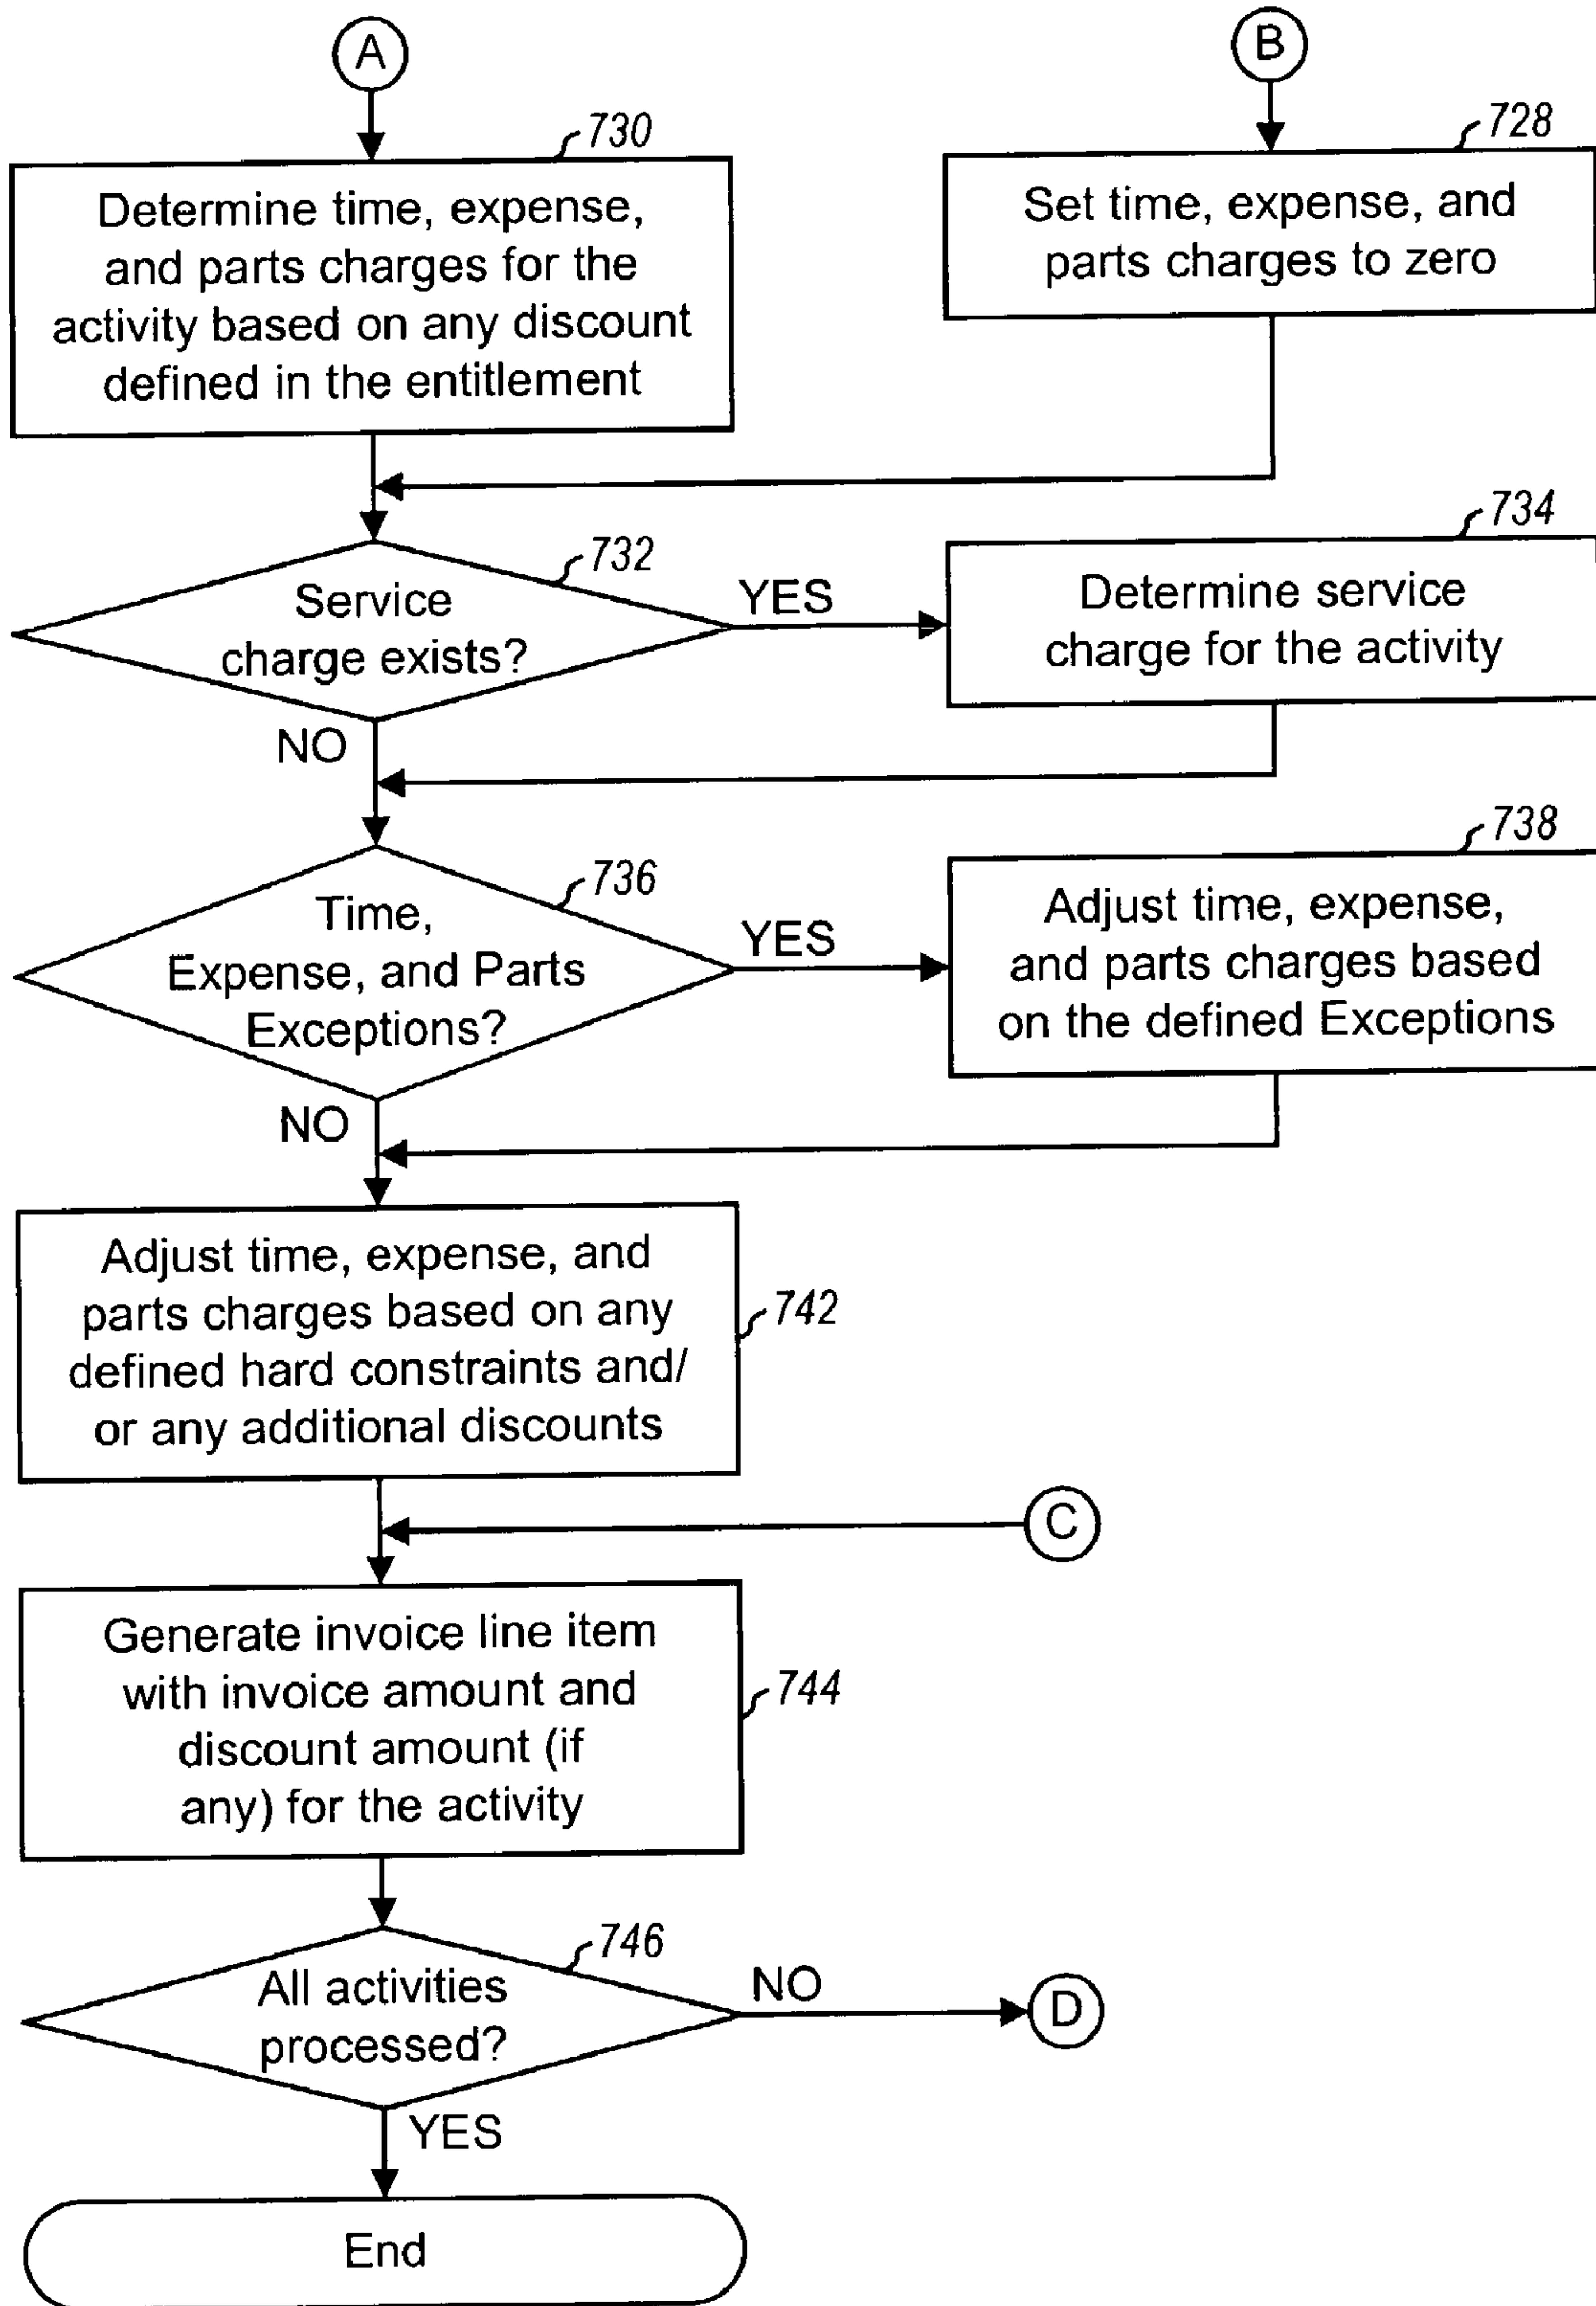 A
B
730
728
Determine time, expense,
and parts charges for the
activity based on any discount
defined in the entitlement
Set time, expense, and
parts charges to zero
732
734
Service
charge exists?
YES
Determine service
charge for the activity
NO
736
738
Time,
Expense, and Parts
Exceptions?
YES
Adjust time, expense,
and parts charges based
on the defined Exceptions
NO
Adjust time, expense, and
parts charges based on any
defined hard constraints and/
or any additional discounts
742
C
Generate invoice line item
with invoice amount and
discount amount (if
any) for the activity
744
746
All activities
processed?
NO
D
YES
End